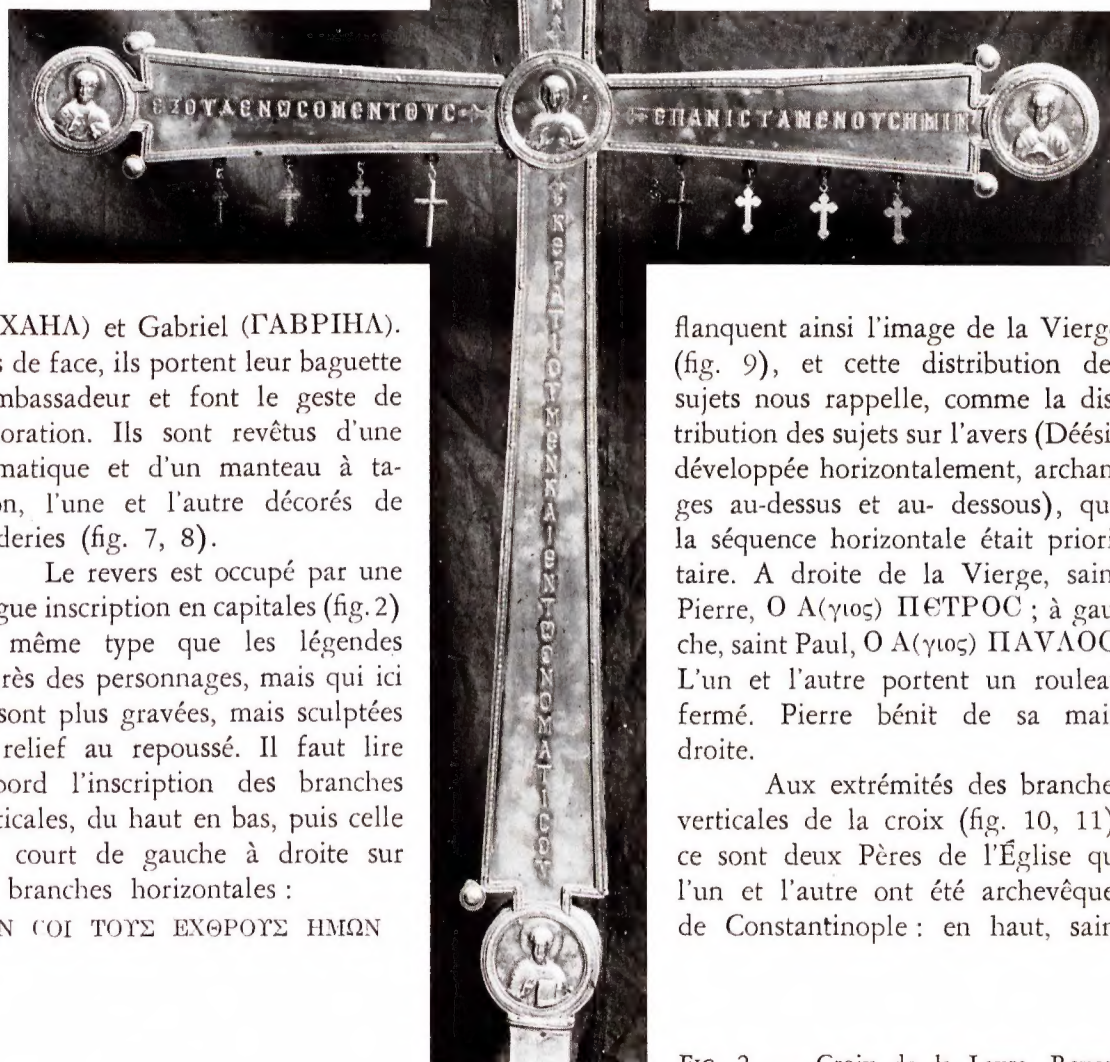 ЄΞΟΥΔЄΝѠCΟΜЄΝΤΟΥC
ЄΠΑΝΙCΤΑΜЄΝΟΥCΗΜΙΝ
ΚЄΡΑΤΙΟΥΜЄΝΚΑΙЄΝΤѠΟΝΟΜΑΤΙCΟΥ
ΧΑΗΛ) et Gabriel (ΓΑΒΡΙΗΛ).
s de face, ils portent leur baguette
mbassadeur et font le geste de
oration. Ils sont revêtus d'une
matique et d'un manteau à ta-
on, l'une et l'autre décorés de
deries (fig. 7, 8).
Le revers est occupé par une
gue inscription en capitales (fig. 2)
même type que les légendes
rès des personnages, mais qui ici
sont plus gravées, mais sculptées
relief au repoussé. Il faut lire
bord l'inscription des branches
ticales, du haut en bas, puis celle
court de gauche à droite sur
branches horizontales :
Ν CΟΙ ΤΟΥΣ ΕΧΘΡΟΥΣ ΗΜΩΝ
flanquent ainsi l'image de la Vierge
(fig. 9), et cette distribution de
sujets nous rappelle, comme la dis
tribution des sujets sur l'avers (Déési
développée horizontalement, archan
ges au-dessus et au- dessous), qu
la séquence horizontale était priori
taire. A droite de la Vierge, sain
Pierre, Ο Α(γιος) ΠЄΤΡΟC ; à gau
che, saint Paul, Ο Α(γιος) ΠΑVΛΟC
L'un et l'autre portent un roulea
fermé. Pierre bénit de sa mai
droite.
Aux extrémités des branche
verticales de la croix (fig. 10, 11)
ce sont deux Pères de l'Église qu
l'un et l'autre ont été archevêque
de Constantinople : en haut, sain